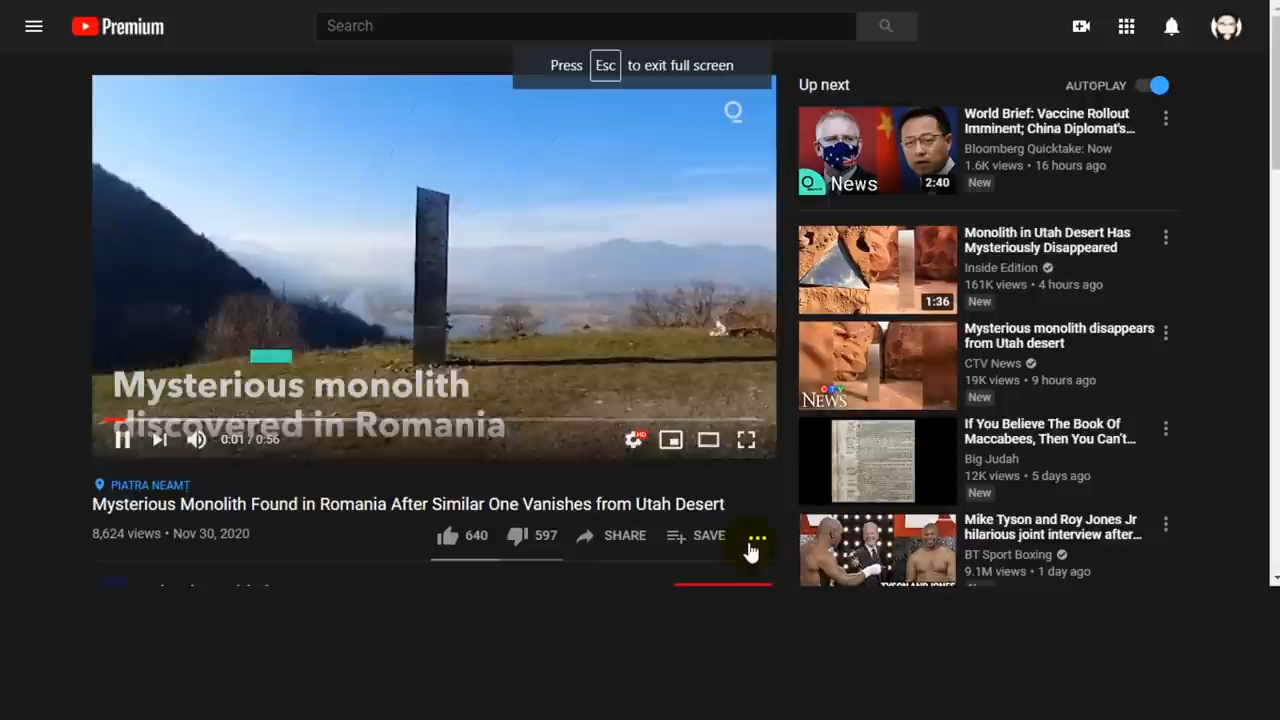 Premium
Search
Press Esc to exit full screen
Mysterious monolith
discovered in Romania
0:01 / 0:56
HD
PIATRA NEAMȚ
Mysterious Monolith Found in Romania After Similar One Vanishes from Utah Desert
8,624 views • Nov 30, 2020
640
597
SHARE
SAVE
Up next
AUTOPLAY
News
2:40
World Brief: Vaccine Rollout
Imminent; China Diplomat's...
Bloomberg Quicktake: Now
1.6K views • 16 hours ago
New
1:36
Monolith in Utah Desert Has
Mysteriously Disappeared
Inside Edition
161K views • 4 hours ago
New
CTV
NEWS
Mysterious monolith disappears
from Utah desert
CTV News
19K views • 9 hours ago
New
If You Believe The Book Of
Maccabees, Then You Can't...
Big Judah
12K views • 5 days ago
New
TYSON AND JONES
Mike Tyson and Roy Jones Jr
hilarious joint interview after...
BT Sport Boxing
9.1M views • 1 day ago